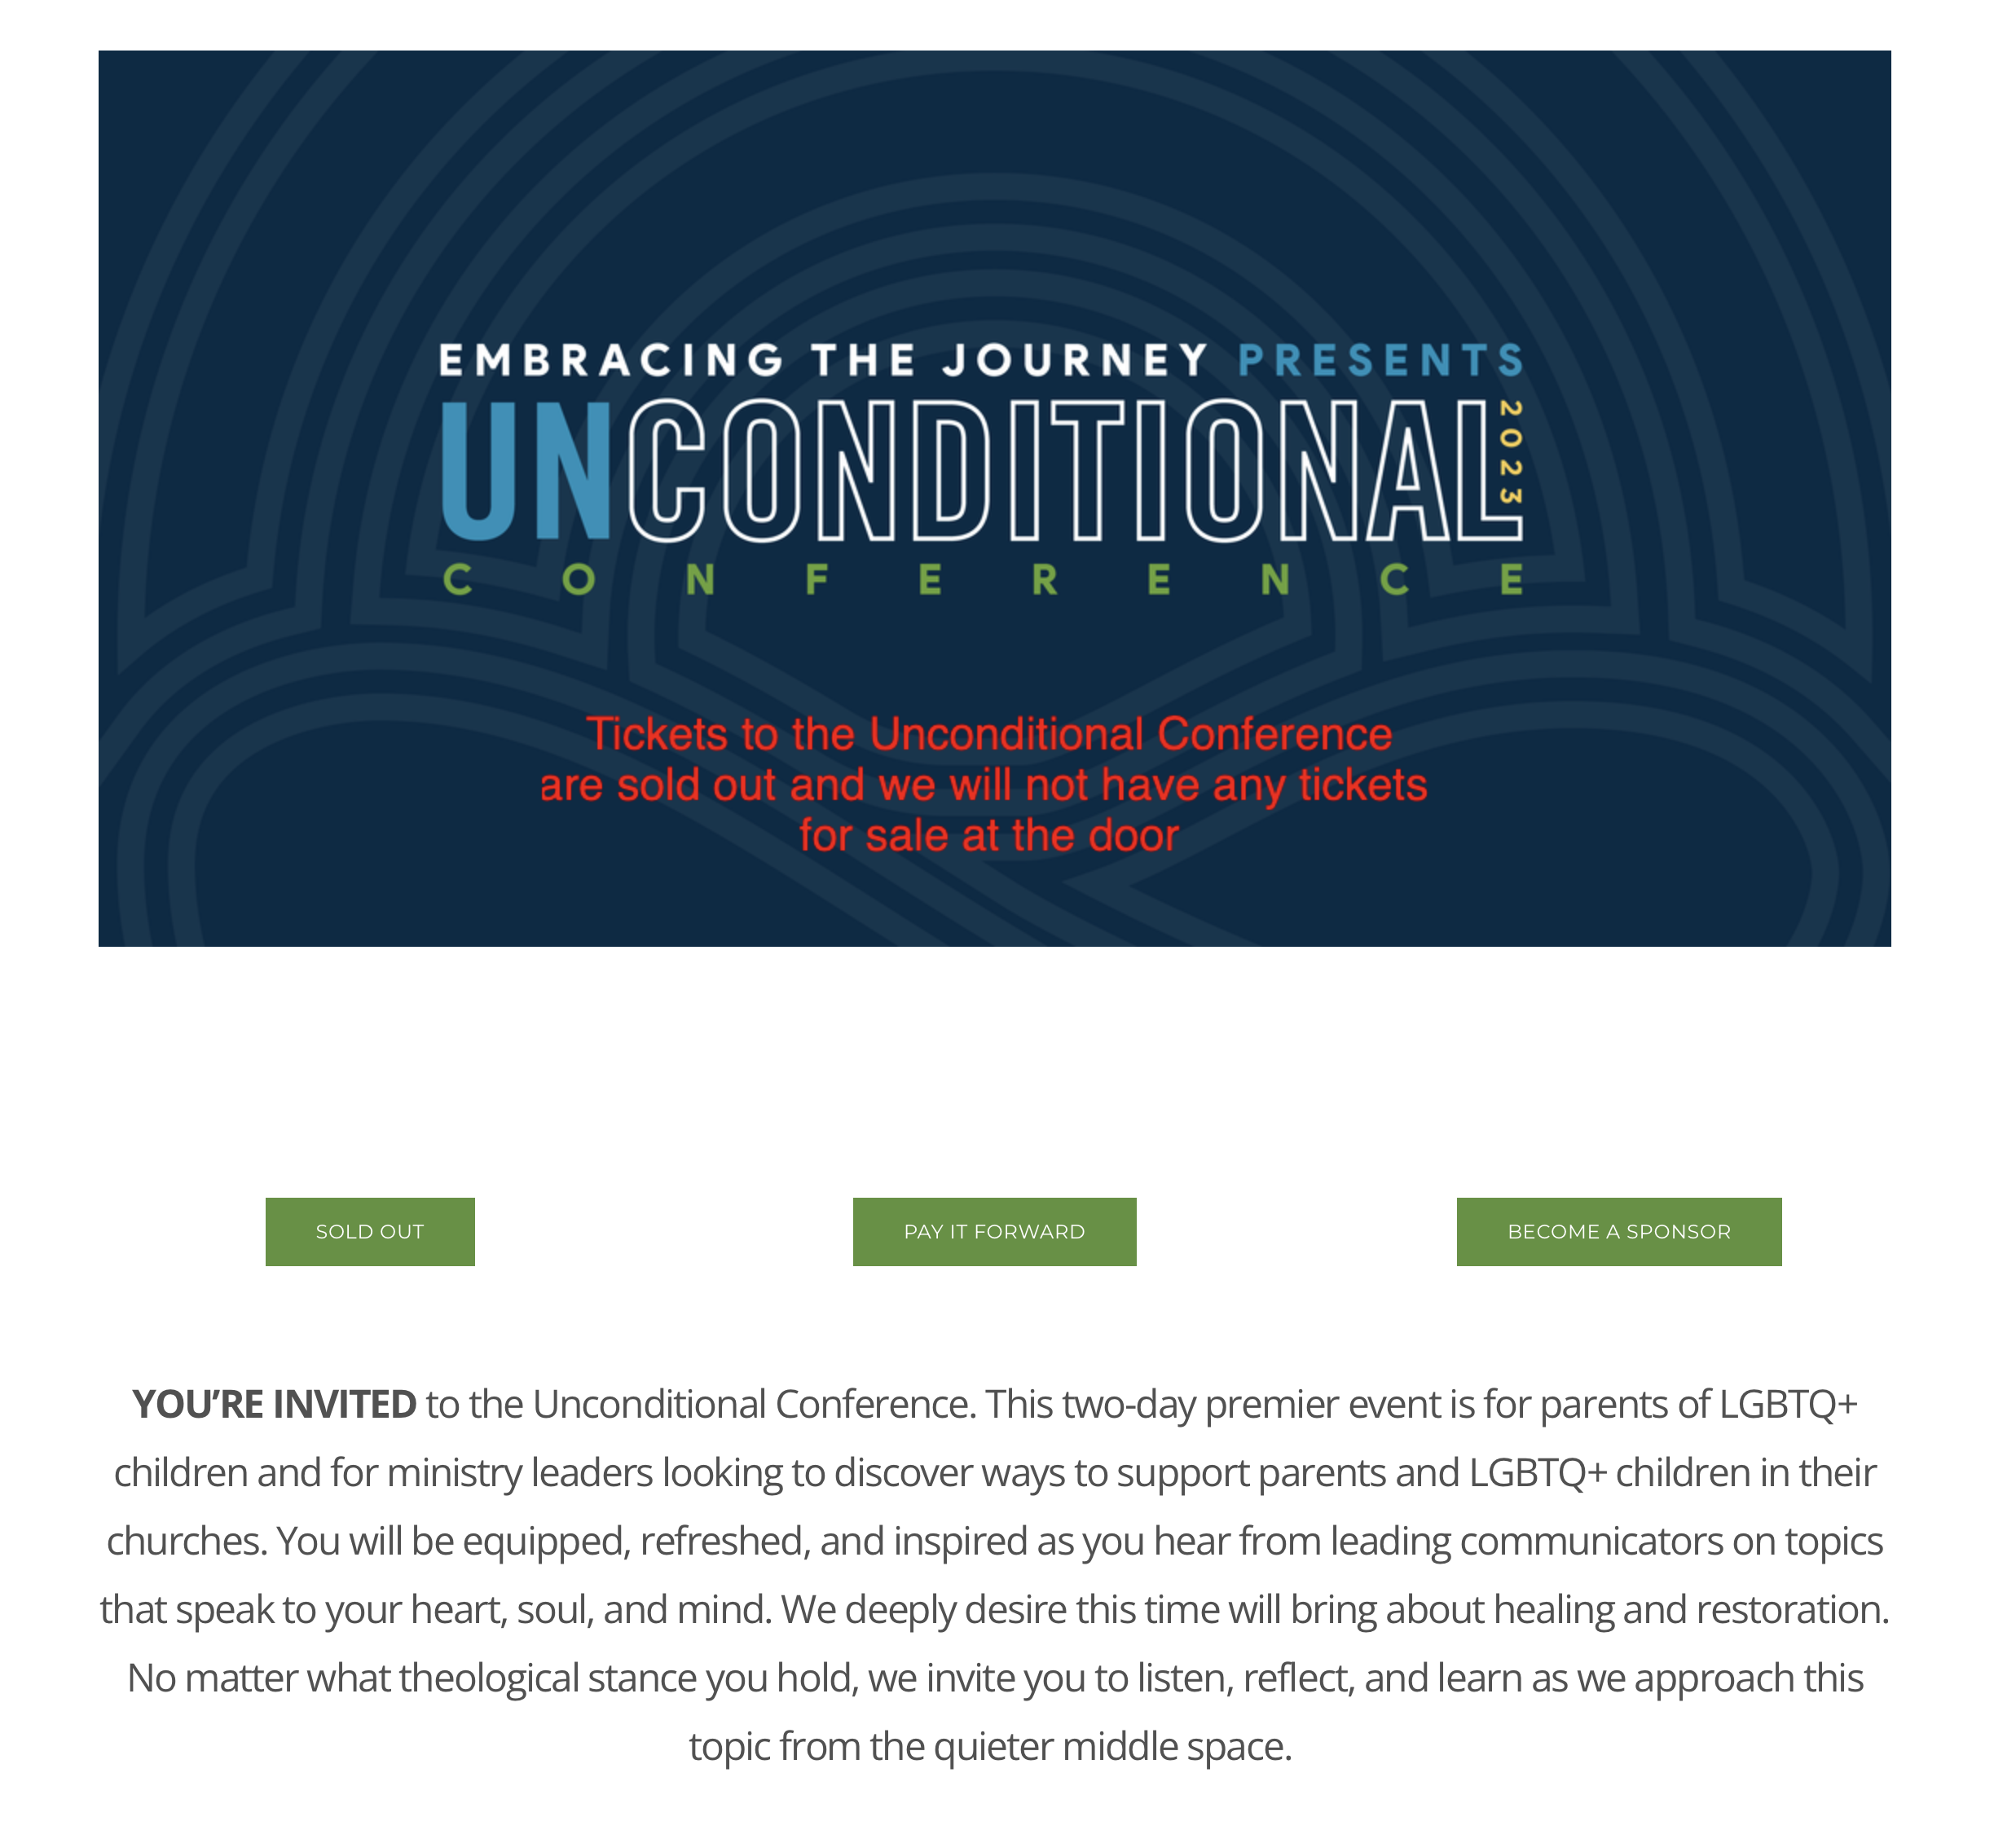 EMBRACING THE JOURNEY PRESENTS
UNCONDITIONAL
2023
CONFERENCE
Tickets to the Unconditional Conference
are sold out and we will not have any tickets
for sale at the door
SOLD OUT
PAY IT FORWARD
BECOME A SPONSOR
YOU’RE INVITED to the Unconditional Conference. This two-day premier event is for parents of LGBTQ+
children and for ministry leaders looking to discover ways to support parents and LGBTQ+ children in their
churches. You will be equipped, refreshed, and inspired as you hear from leading communicators on topics
that speak to your heart, soul, and mind. We deeply desire this time will bring about healing and restoration.
No matter what theological stance you hold, we invite you to listen, reflect, and learn as we approach this
topic from the quieter middle space.